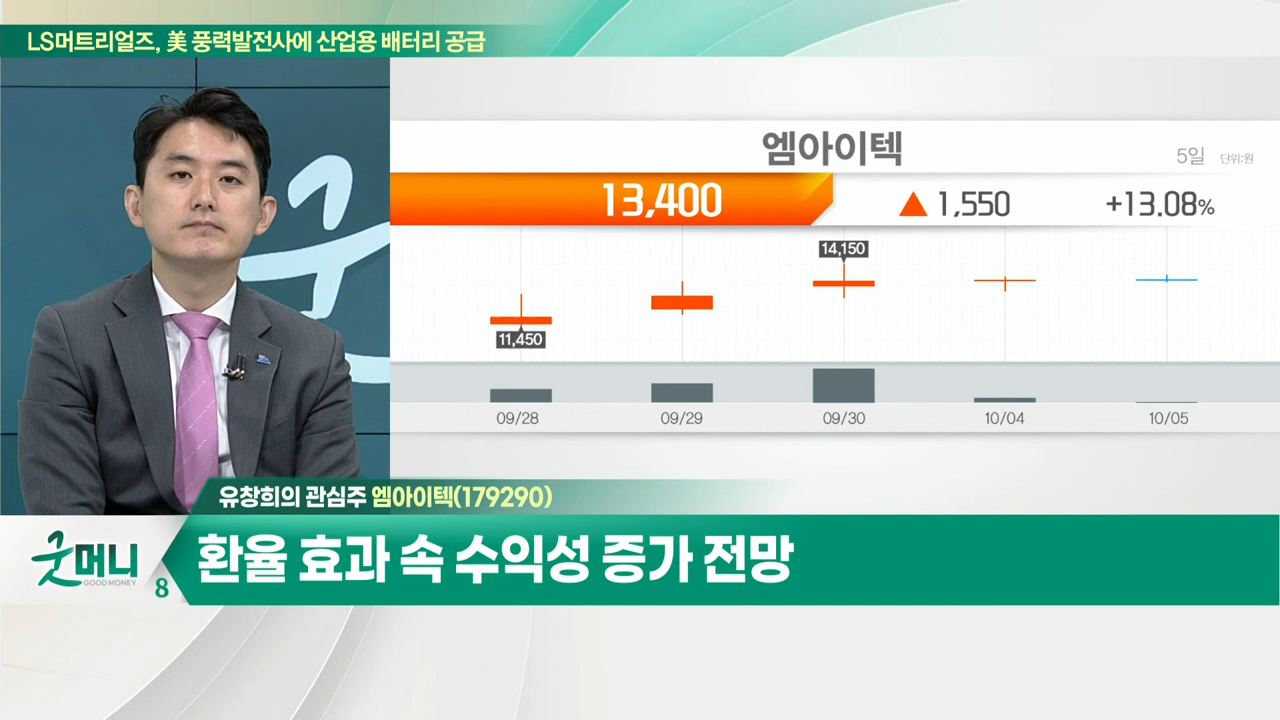 LS머트리얼즈, 美 풍력발전사에 산업용 배터리 공급
엠아이텍
5일 단위:원
13,400 ▲ 1,550 +13.08%
14,150
11,450
09/28 09/29 09/30 10/04 10/05
유창희의 관심주 엠아이텍(179290)
굿머니
GOOD MONEY
8
환율 효과 속 수익성 증가 전망